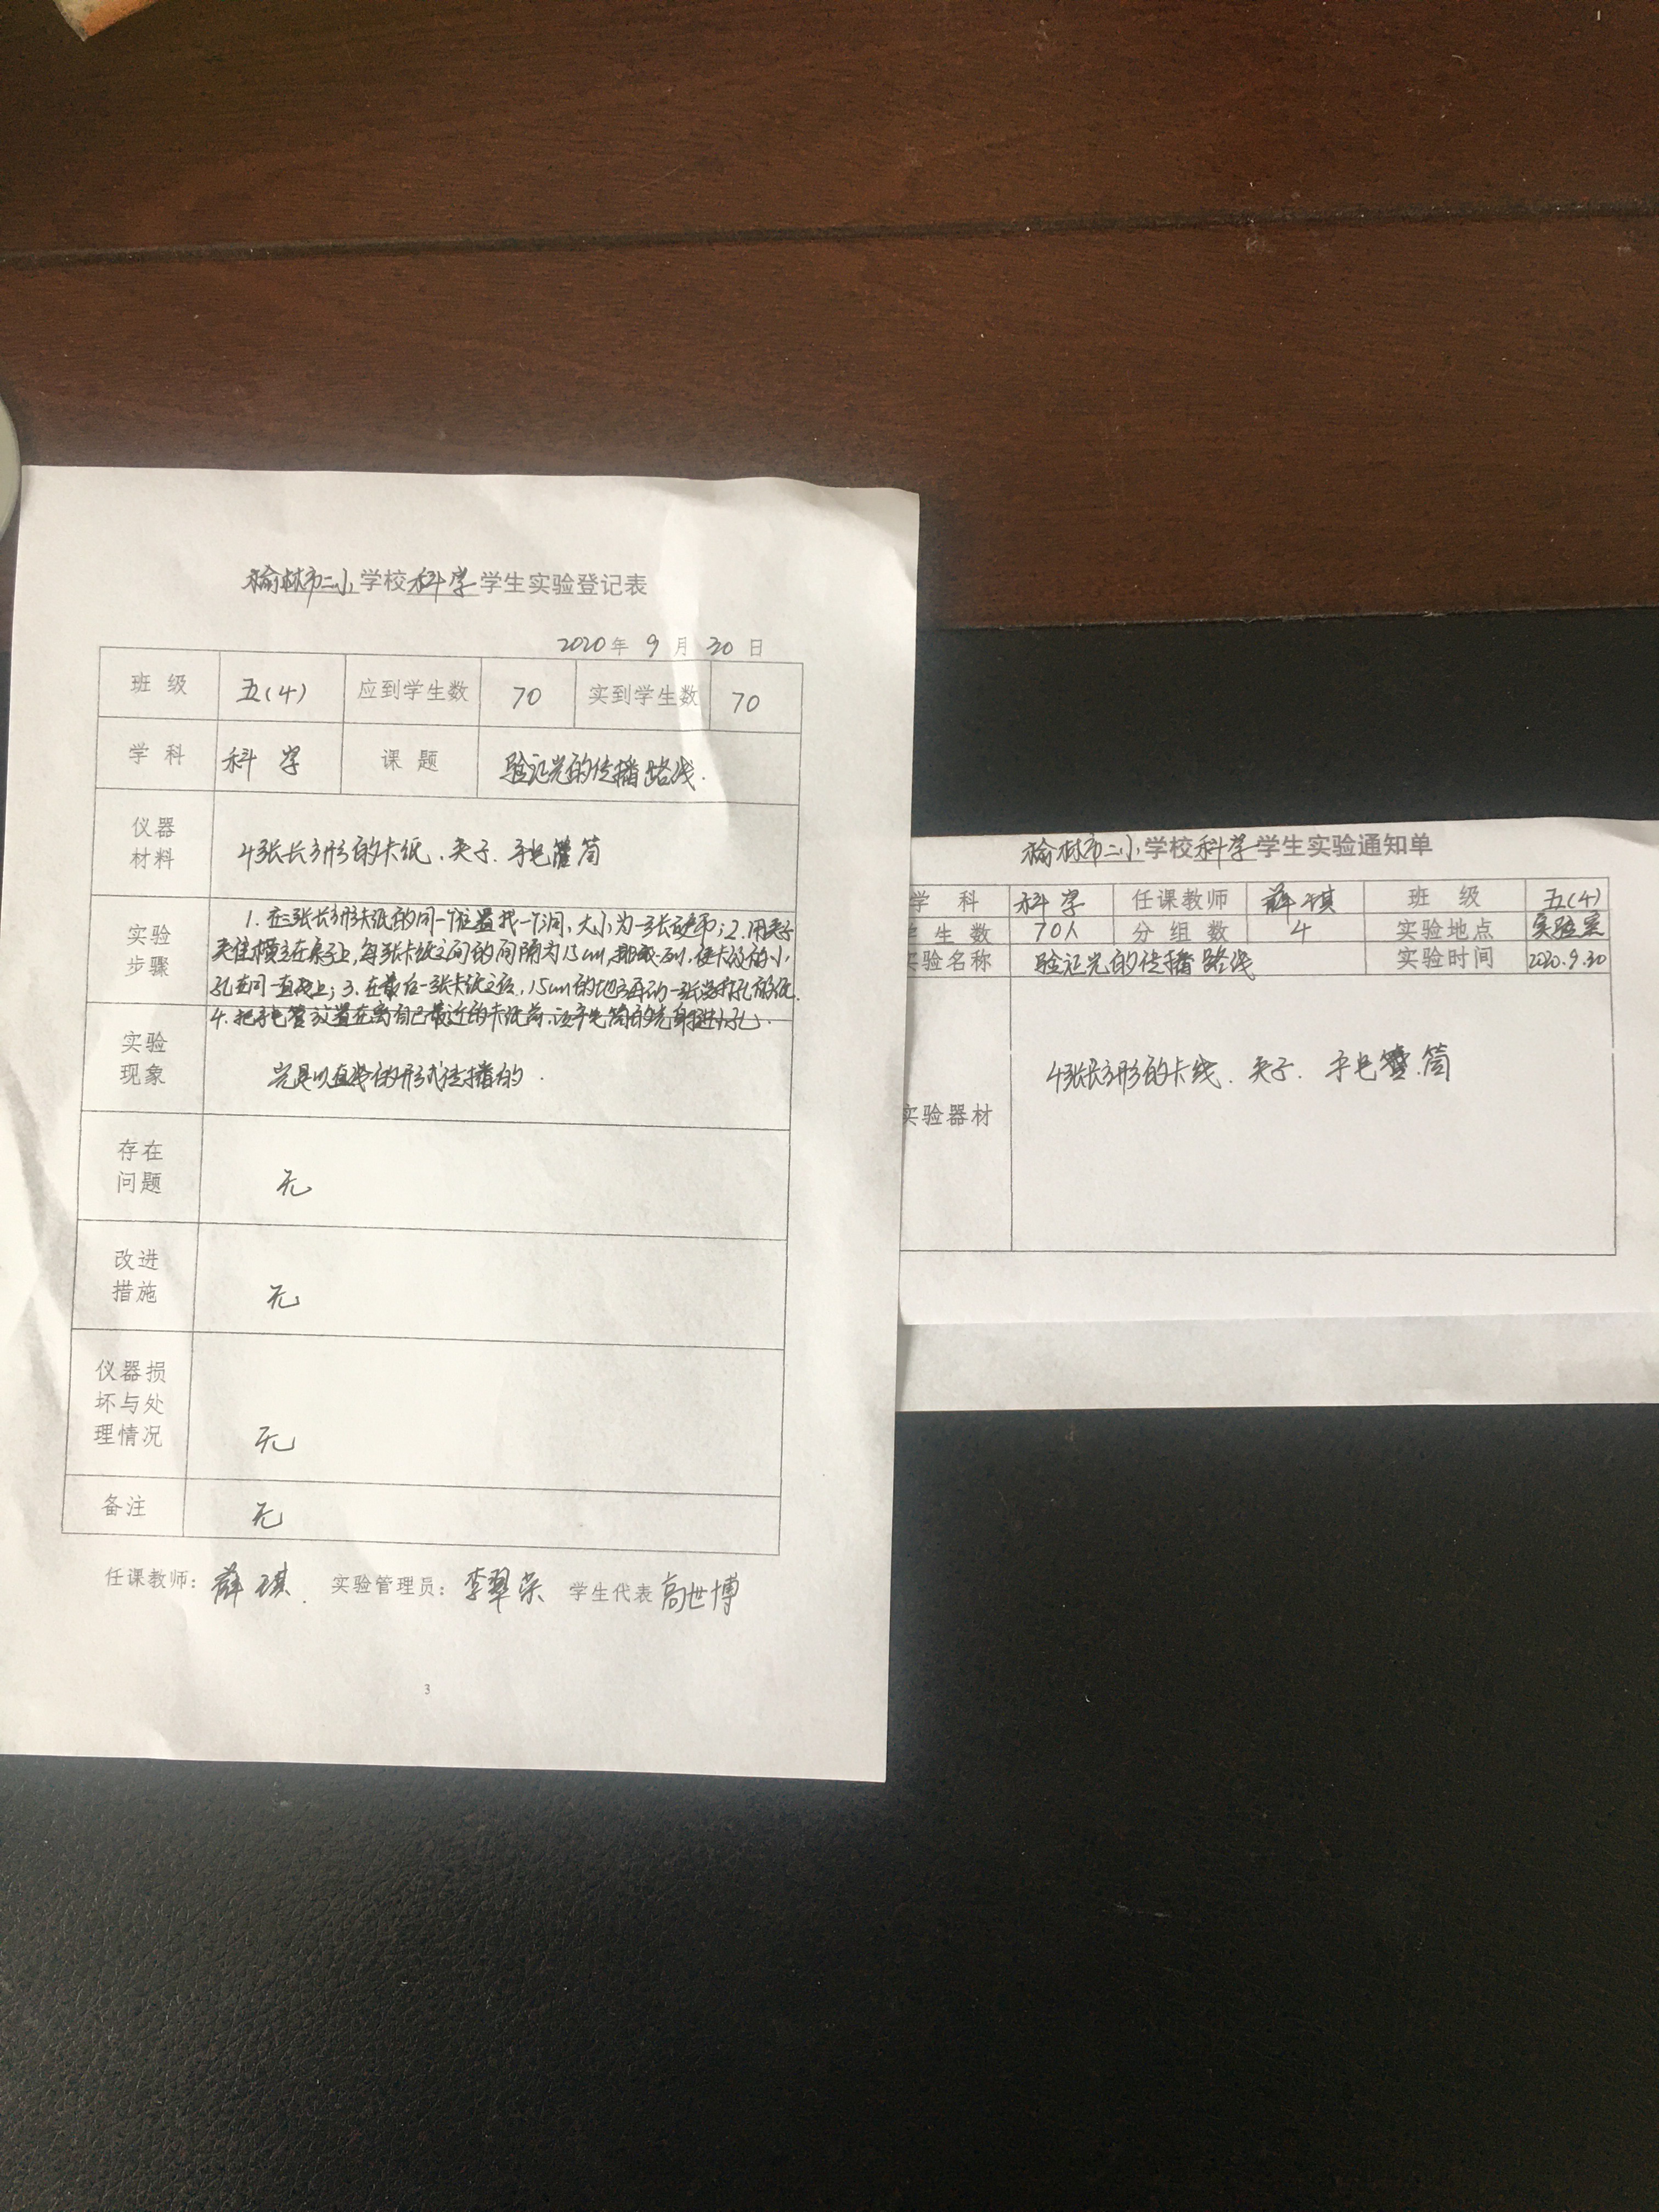 榆林市二小学校科学学生实验登记表
2020年 9月 30日
班级 五(4) 应到学生数 70 实到学生数 70
学科 科学 课题 验证光的传播路线.
仪器
材料
4张长方形的卡纸、夹子、手电筒
实验
步骤
1. 在三张长方形卡纸的同一个位置找一个洞,大小为一张硬币;2. 用夹子
夹住横立在桌子上,每张卡纸之间的间隔为15cm,排成一列,使卡纸的小
孔在同一直线上;3. 在最后一张卡纸之后,15cm的地方再一张没打孔的纸.
4. 把手电筒放置在离自己最近的卡纸前,让手电筒的光射进小孔.
实验
现象
光是以直线的形式传播的.
存在
问题
无
改进
措施
无
仪器损
坏与处
理情况
无
备注 无
任课教师:薛琪. 实验管理员:李翠荣 学生代表 高世博
3
榆林市二小学校科学学生实验通知单
学 科 科学 任课教师 薛琪 班 级 五(4)
学生数 70人 分组数 4 实验地点 实验室
实验名称 验证光的传播路线 实验时间 2020.9.30
实验器材
4张长方形的卡线、夹子、手电筒